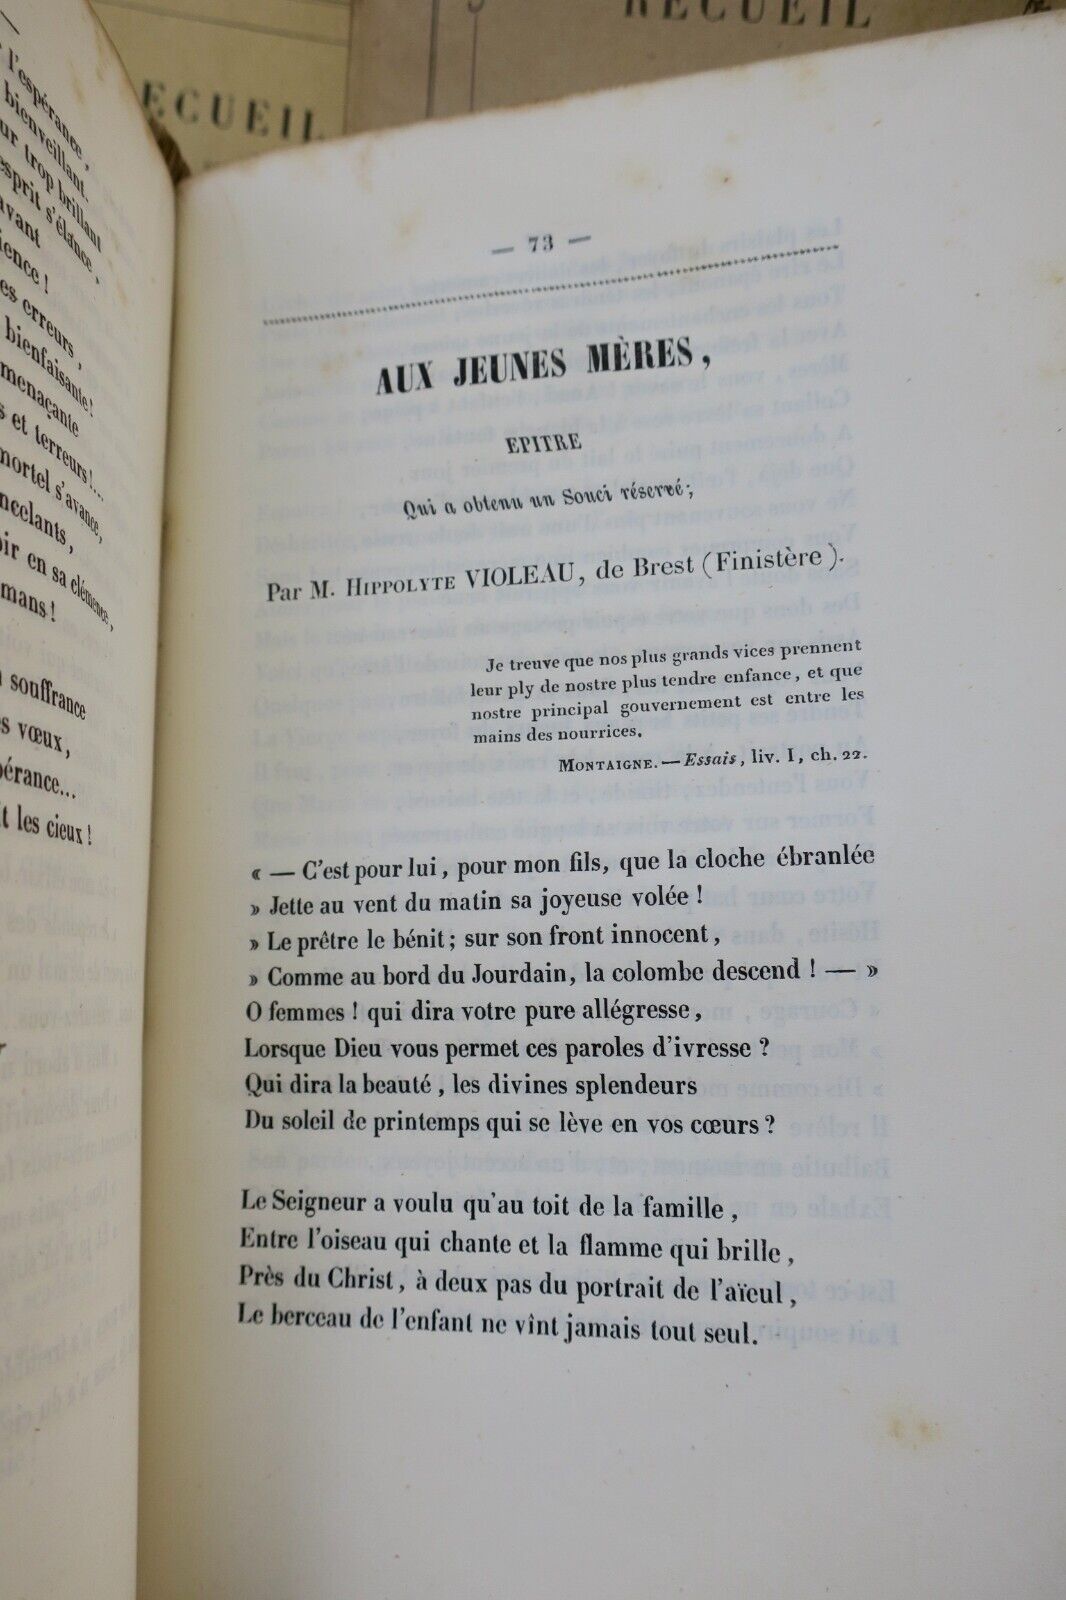 RECUEIL
ECUEIL
l'espérance,
bienveillant.
trop brillant
esprit s'élance,
avant
ience !
es erreurs,
bienfaisante!
menaçante
s et terreurs!...
mortel s'avance,
ncelants,
oir en sa clémence,
mans !
souffrance
es vœux,
pérance...
t les cieux !
— 73 —
AUX JEUNES MÈRES,
EPITRE
Qui a obtenu un Souci réservé;
Par M. HIPPOLYTE VIOLEAU, de Brest (Finistère).
Je treuve que nos plus grands vices prennent
leur ply de nostre plus tendre enfance, et que
nostre principal gouvernement est entre les
mains des nourrices.
MONTAIGNE. — Essais, liv. I, ch. 22.
« — C'est pour lui, pour mon fils, que la cloche ébranlée
» Jette au vent du matin sa joyeuse volée !
» Le prêtre le bénit ; sur son front innocent,
» Comme au bord du Jourdain, la colombe descend ! — »
O femmes ! qui dira votre pure allégresse,
Lorsque Dieu vous permet ces paroles d'ivresse ?
Qui dira la beauté, les divines splendeurs
Du soleil de printemps qui se lève en vos cœurs ?
Le Seigneur a voulu qu'au toit de la famille,
Entre l'oiseau qui chante et la flamme qui brille,
Près du Christ, à deux pas du portrait de l'aïeul,
Le berceau de l'enfant ne vînt jamais tout seul.